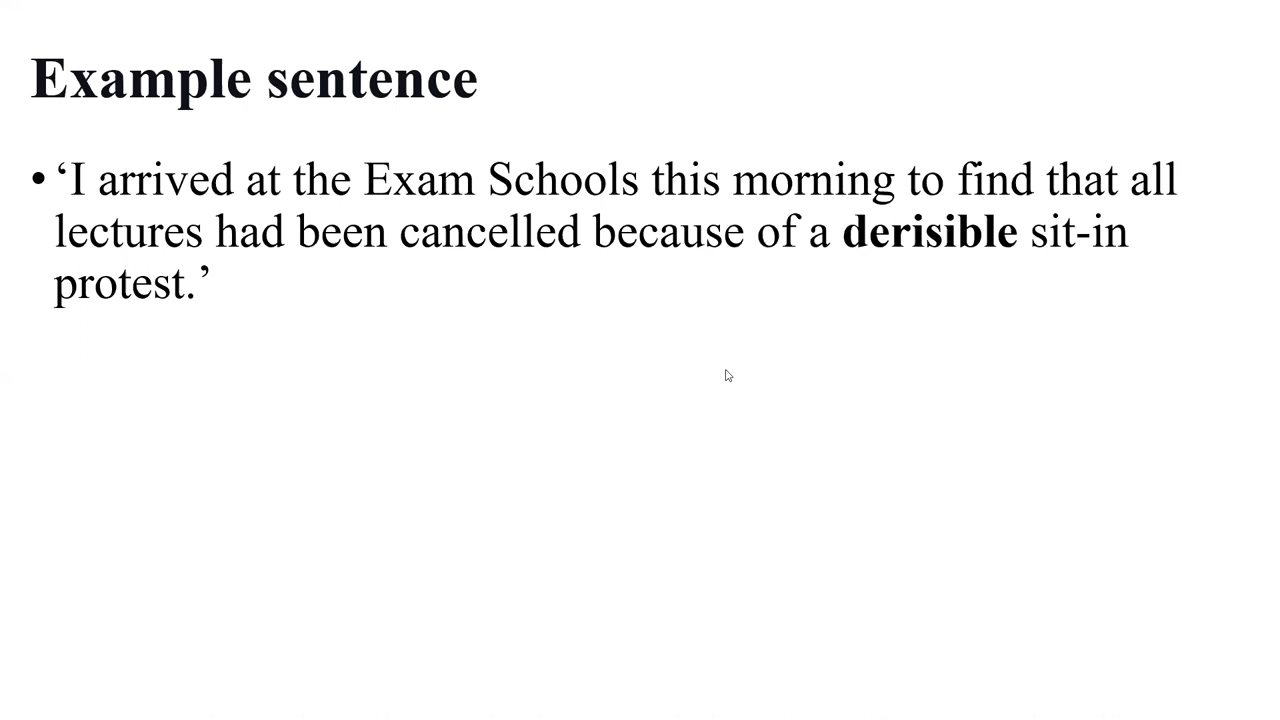 Example sentence
• ‘I arrived at the Exam Schools this morning to find that all
lectures had been cancelled because of a derisible sit-in
protest.’